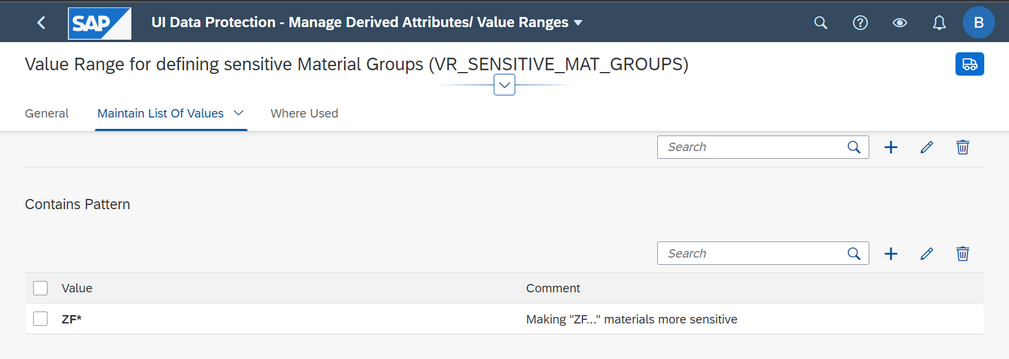 SAP UI Data Protection - Manage Derived Attributes/ Value Ranges B
Value Range for defining sensitive Material Groups (VR_SENSITIVE_MAT_GROUPS)
General Maintain List Of Values Where Used
Search
Contains Pattern
Search
Value Comment
ZF* Making "ZF..." materials more sensitive